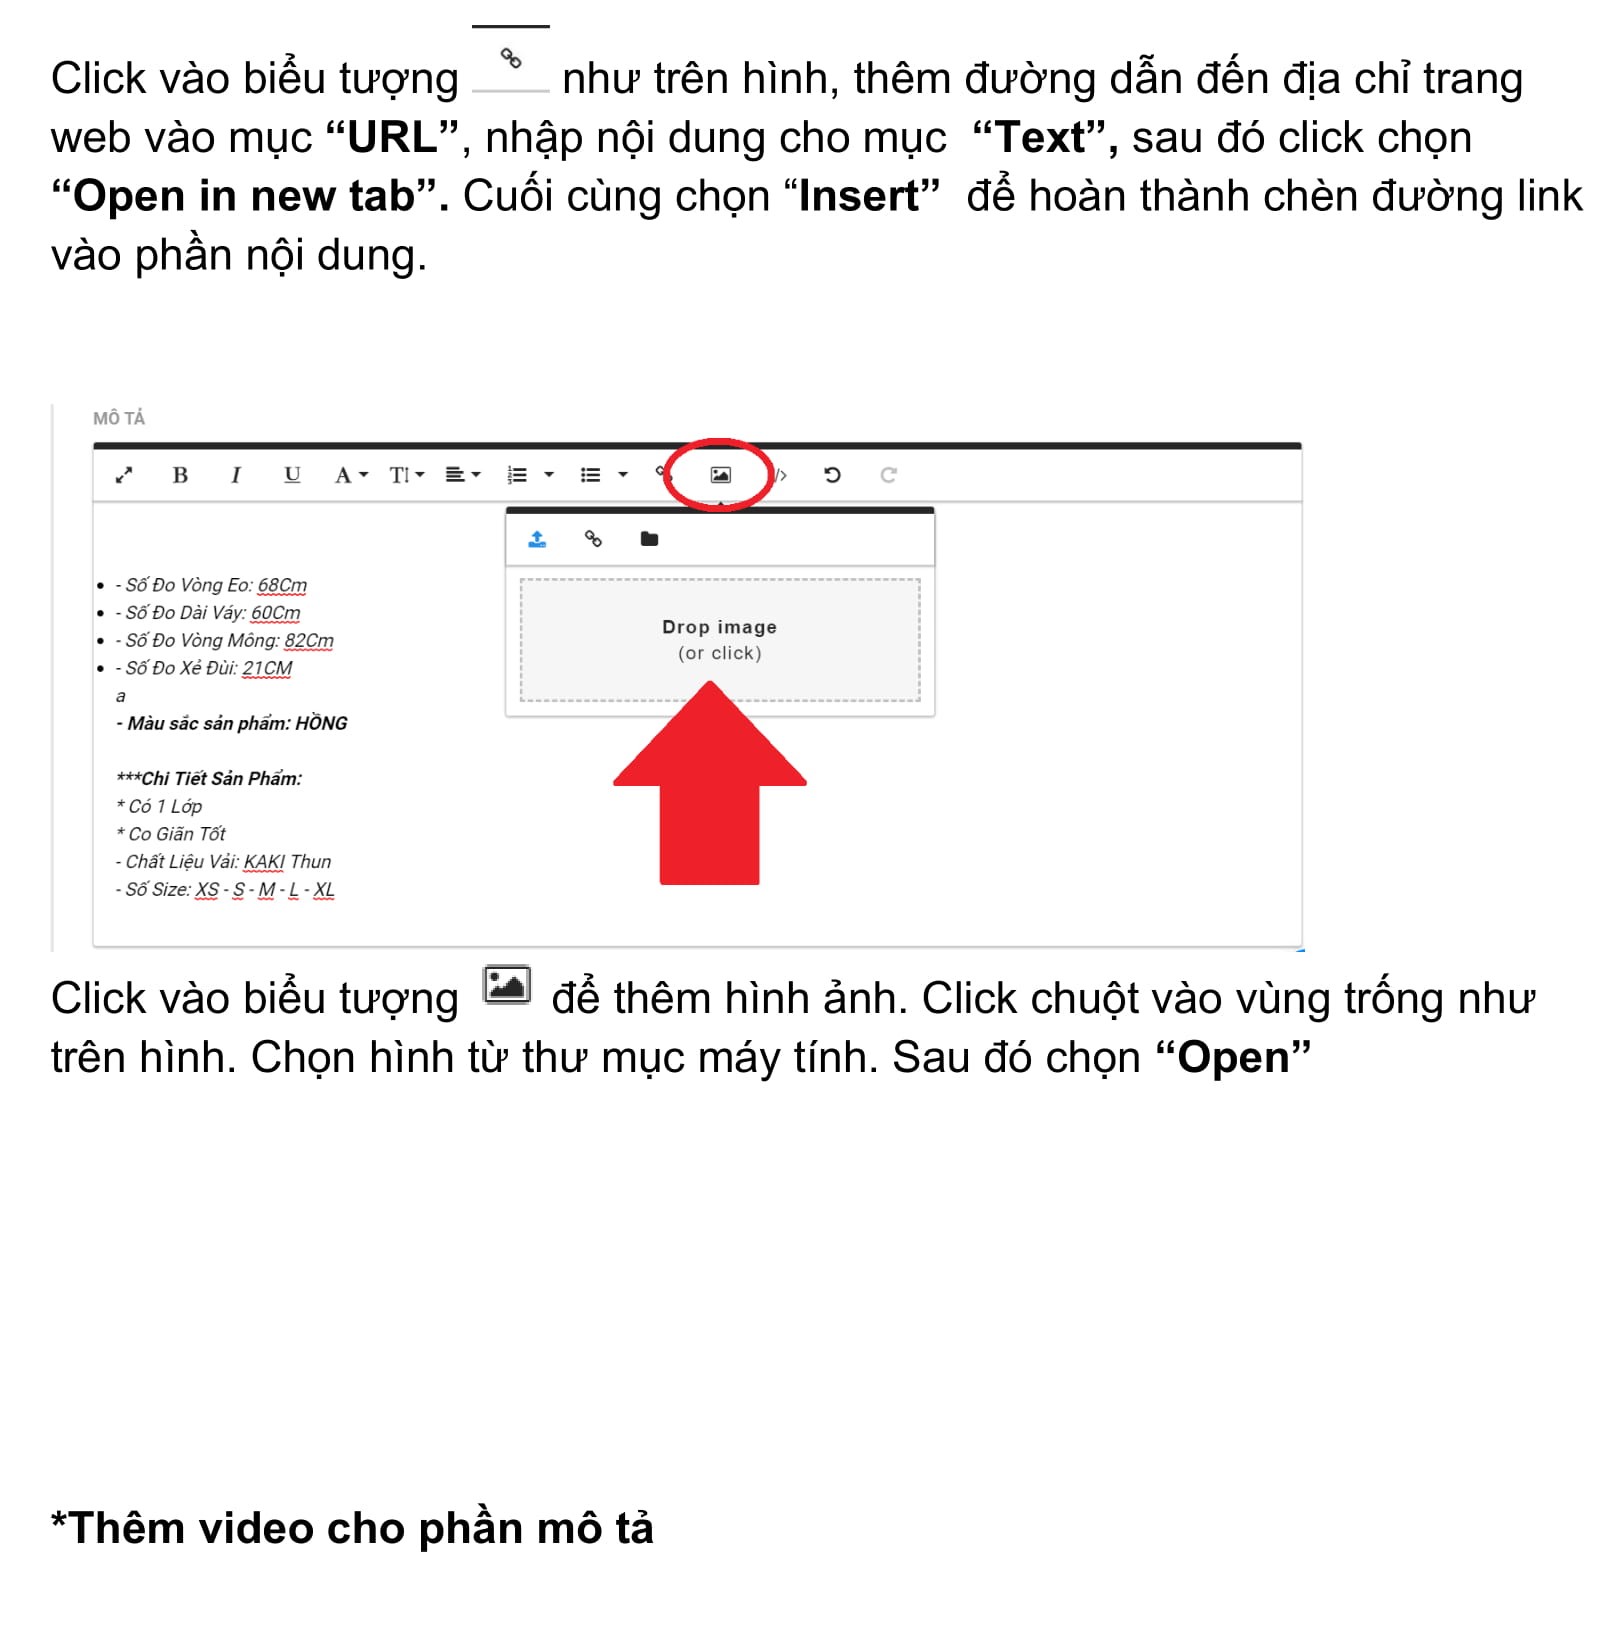 Click vào biểu tượng như trên hình, thêm đường dẫn đến địa chỉ trang
web vào mục “URL”, nhập nội dung cho mục “Text”, sau đó click chọn
“Open in new tab”. Cuối cùng chọn “Insert” để hoàn thành chèn đường link
vào phần nội dung.
MÔ TẢ
B I U A T
- Số Đo Vòng Eo: 68Cm
- Số Đo Dài Váy: 60Cm
- Số Đo Vòng Mông: 82Cm
- Số Đo Xẻ Đùi: 21CM
a
- Màu sắc sản phẩm: HỒNG
***Chi Tiết Sản Phẩm:
* Có 1 Lớp
* Co Giãn Tốt
- Chất Liệu Vải: KAKI Thun
- Số Size: XS - S - M - L - XL
Drop image
(or click)
Click vào biểu tượng để thêm hình ảnh. Click chuột vào vùng trống như
trên hình. Chọn hình từ thư mục máy tính. Sau đó chọn “Open”
*Thêm video cho phần mô tả